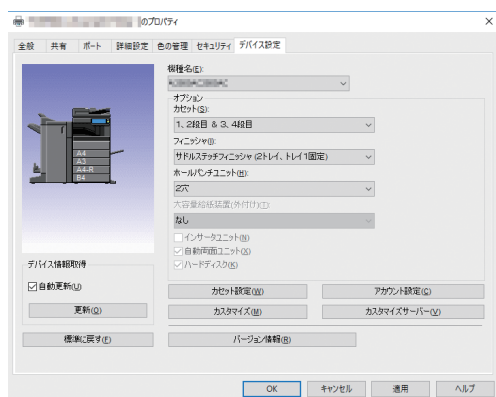 のプロパティ
全般 共有 ポート 詳細設定 色の管理 セキュリティ デバイス設定
機種名(E):
オプション
カセット(S):
1、2段目 & 3、4段目
フィニッシャ(I):
サドルステッチフィニッシャ (2トレイ、トレイ1固定)
ホールパンチユニット(H):
2穴
大容量給紙装置(外付け)(T):
なし
インサータユニット(N)
自動両面ユニット(X)
ハードディスク(K)
A4
A3
A4-R
B4
デバイス情報取得
自動更新(U)
更新(O)
カセット設定(W)
アカウント設定(C)
カスタマイズ(M)
カスタマイズサーバー(V)
標準に戻す(F)
バージョン情報(R)
OK
キャンセル
適用
ヘルプ